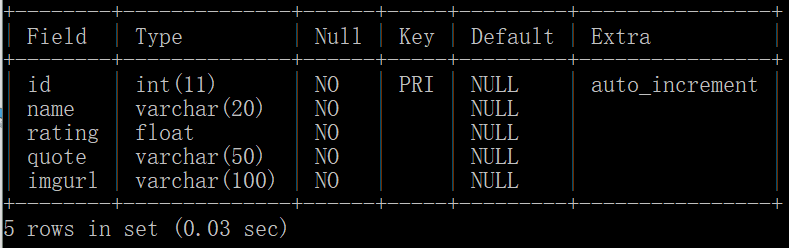 +--------+--------------+------+-----+---------+----------------+
| Field | Type | Null | Key | Default | Extra |
+--------+--------------+------+-----+---------+----------------+
| id | int(11) | NO | PRI | NULL | auto_increment |
| name | varchar(20) | NO | | NULL | |
| rating | float | NO | | NULL | |
| quote | varchar(50) | NO | | NULL | |
| imgurl | varchar(100) | NO | | NULL | |
+--------+--------------+------+-----+---------+----------------+
5 rows in set (0.03 sec)